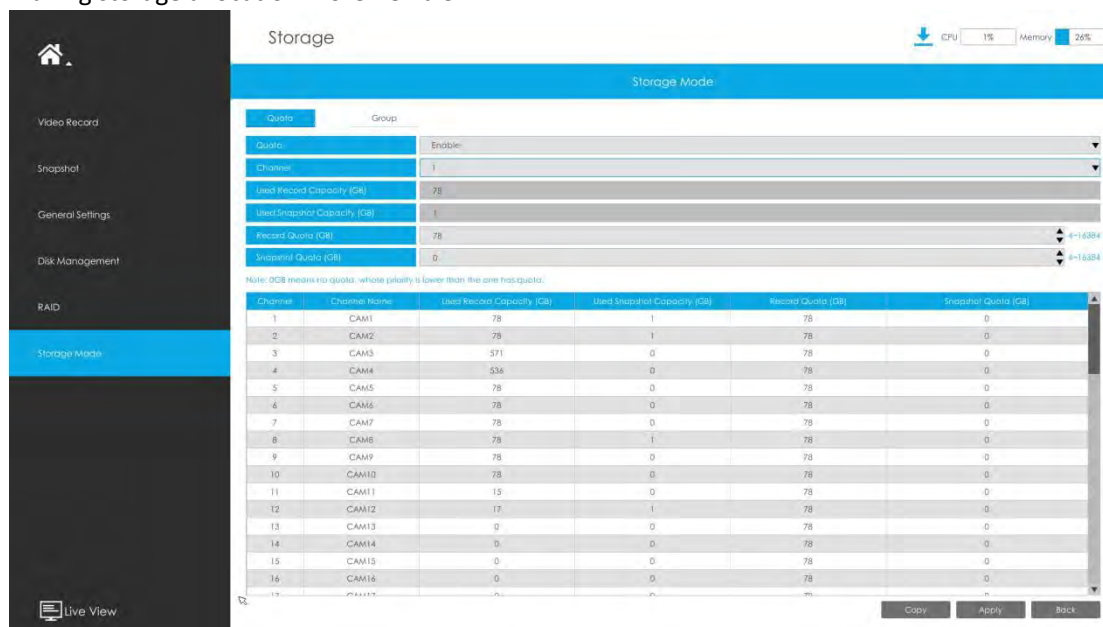 Storage
CPU 1% Memory 26%
Storage Mode
Video Record
Snapshot
General Settings
Disk Management
RAID
Storage Mode
Live View
Quota Group
Quota Enable
Channel 1
Used Record Capacity (GB) 78
Used Snapshot Capacity (GB) 1
Record Quota (GB) 78 4~16384
Snapshot Quota (GB) 0 4~16384
Note: 0GB means no quota, whose priority is lower than the one has quota.
Channel Channel Name Used Record Capacity (GB) Used Snapshot Capacity (GB) Record Quota (GB) Snapshot Quota (GB)
1 CAM1 78 1 78 0
2 CAM2 78 1 78 0
3 CAM3 571 0 78 0
4 CAM4 536 0 78 0
5 CAM5 78 0 78 0
6 CAM6 78 0 78 0
7 CAM7 78 0 78 0
8 CAM8 78 1 78 0
9 CAM9 78 0 78 0
10 CAM10 78 0 78 0
11 CAM11 15 0 78 0
12 CAM12 17 1 78 0
13 CAM13 0 0 78 0
14 CAM14 0 0 78 0
15 CAM15 0 0 78 0
16 CAM16 0 0 78 0
Copy Apply Back